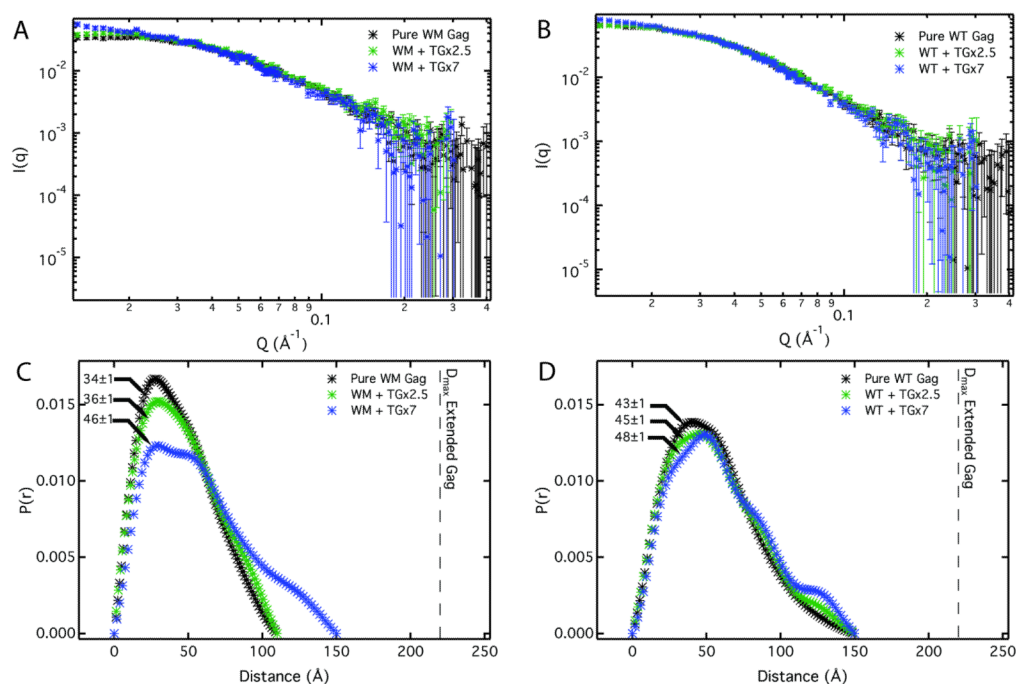 A
Pure WM Gag
WM + TGx2.5
WM + TGx7
I(q)
10-2
10-3
10-4
10-5
2
3
4
5
6
7
8
9
0.1
2
3
4
Q (Å-1)
B
Pure WT Gag
WT + TGx2.5
WT + TGx7
I(q)
10-2
10-3
10-4
10-5
2
3
4
5
6
7
8
9
0.1
2
3
4
Q (Å-1)
C
Pure WM Gag
WM + TGx2.5
WM + TGx7
34±1
36±1
46±1
Dmax Extended Gag
P(r)
0.015
0.010
0.005
0.000
0
50
100
150
200
250
Distance (Å)
D
Pure WT Gag
WT + TGx2.5
WT + TGx7
43±1
45±1
48±1
Dmax Extended Gag
P(r)
0.015
0.010
0.005
0.000
0
50
100
150
200
250
Distance (Å)